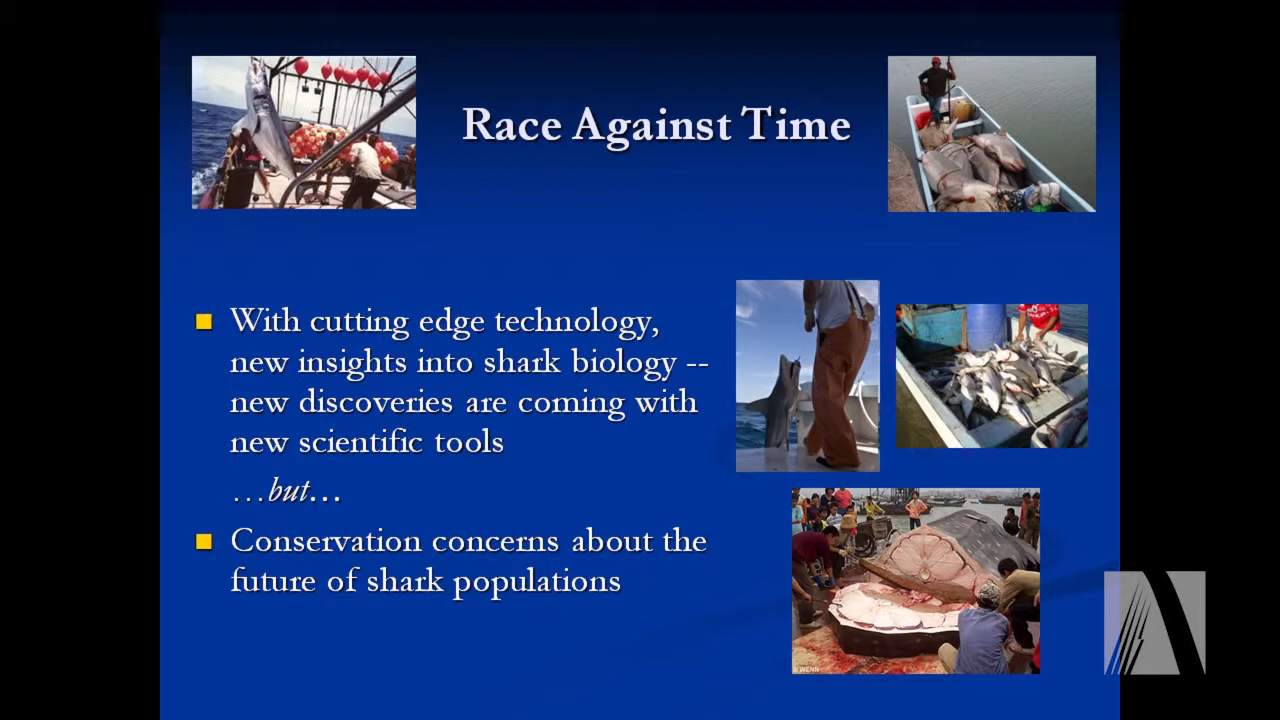 Race Against Time
With cutting edge technology,
new insights into shark biology --
new discoveries are coming with
new scientific tools
…but…
Conservation concerns about the
future of shark populations
© WENN